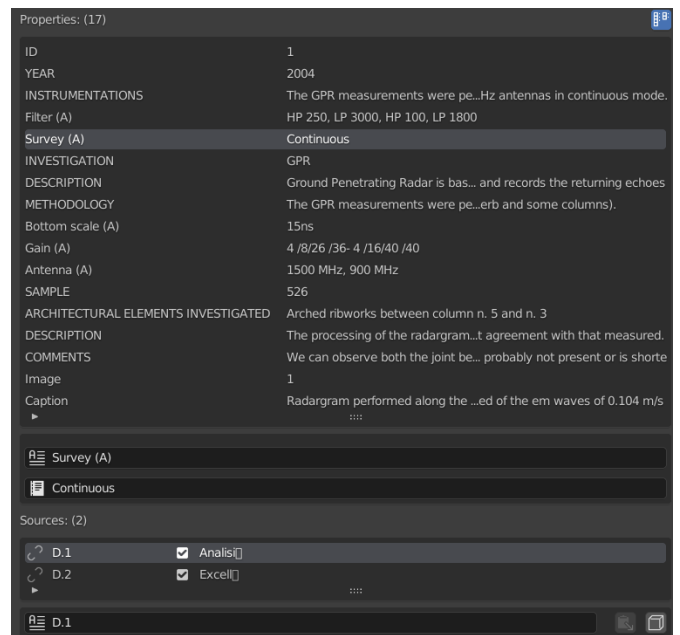 Properties: (17)
ID 1
YEAR 2004
INSTRUMENTATIONS The GPR measurements were pe...Hz antennas in continuous mode.
Filter (A) HP 250, LP 3000, HP 100, LP 1800
Survey (A) Continuous
INVESTIGATION GPR
DESCRIPTION Ground Penetrating Radar is bas... and records the returning echoes
METHODOLOGY The GPR measurements were pe...erb and some columns).
Bottom scale (A) 15ns
Gain (A) 4 /8/26 /36- 4 /16/40 /40
Antenna (A) 1500 MHz, 900 MHz
SAMPLE 526
ARCHITECTURAL ELEMENTS INVESTIGATED Arched ribworks between column n. 5 and n. 3
DESCRIPTION The processing of the radargram...t agreement with that measured.
COMMENTS We can observe both the joint be... probably not present or is shorte
Image 1
Caption Radargram performed along the ...ed of the em waves of 0.104 m/s
Survey (A)
Continuous
Sources: (2)
D.1 Analisi
D.2 Excell
D.1